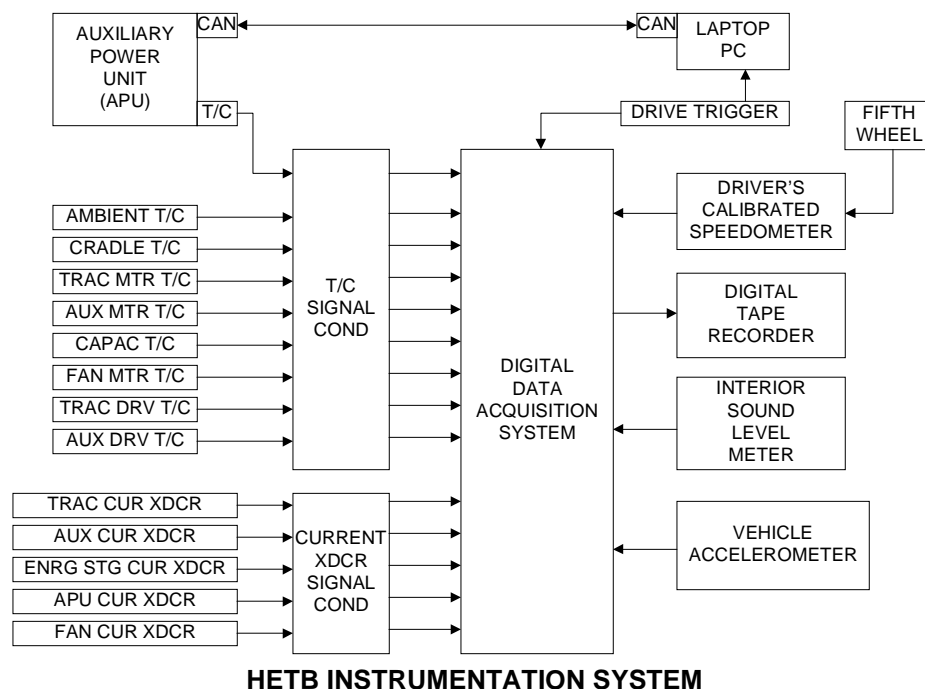 AUXILIARY
POWER
UNIT
(APU)
CAN
T/C
CAN
LAPTOP
PC
DRIVE TRIGGER
FIFTH
WHEEL
DRIVER'S
CALIBRATED
SPEEDOMETER
AMBIENT T/C
CRADLE T/C
TRAC MTR T/C
AUX MTR T/C
CAPAC T/C
FAN MTR T/C
TRAC DRV T/C
AUX DRV T/C
T/C
SIGNAL
COND
DIGITAL
DATA
ACQUISITION
SYSTEM
DIGITAL
TAPE
RECORDER
INTERIOR
SOUND
LEVEL
METER
TRAC CUR XDCR
AUX CUR XDCR
ENRG STG CUR XDCR
APU CUR XDCR
FAN CUR XDCR
CURRENT
XDCR
SIGNAL
COND
VEHICLE
ACCELEROMETER
HETB INSTRUMENTATION SYSTEM